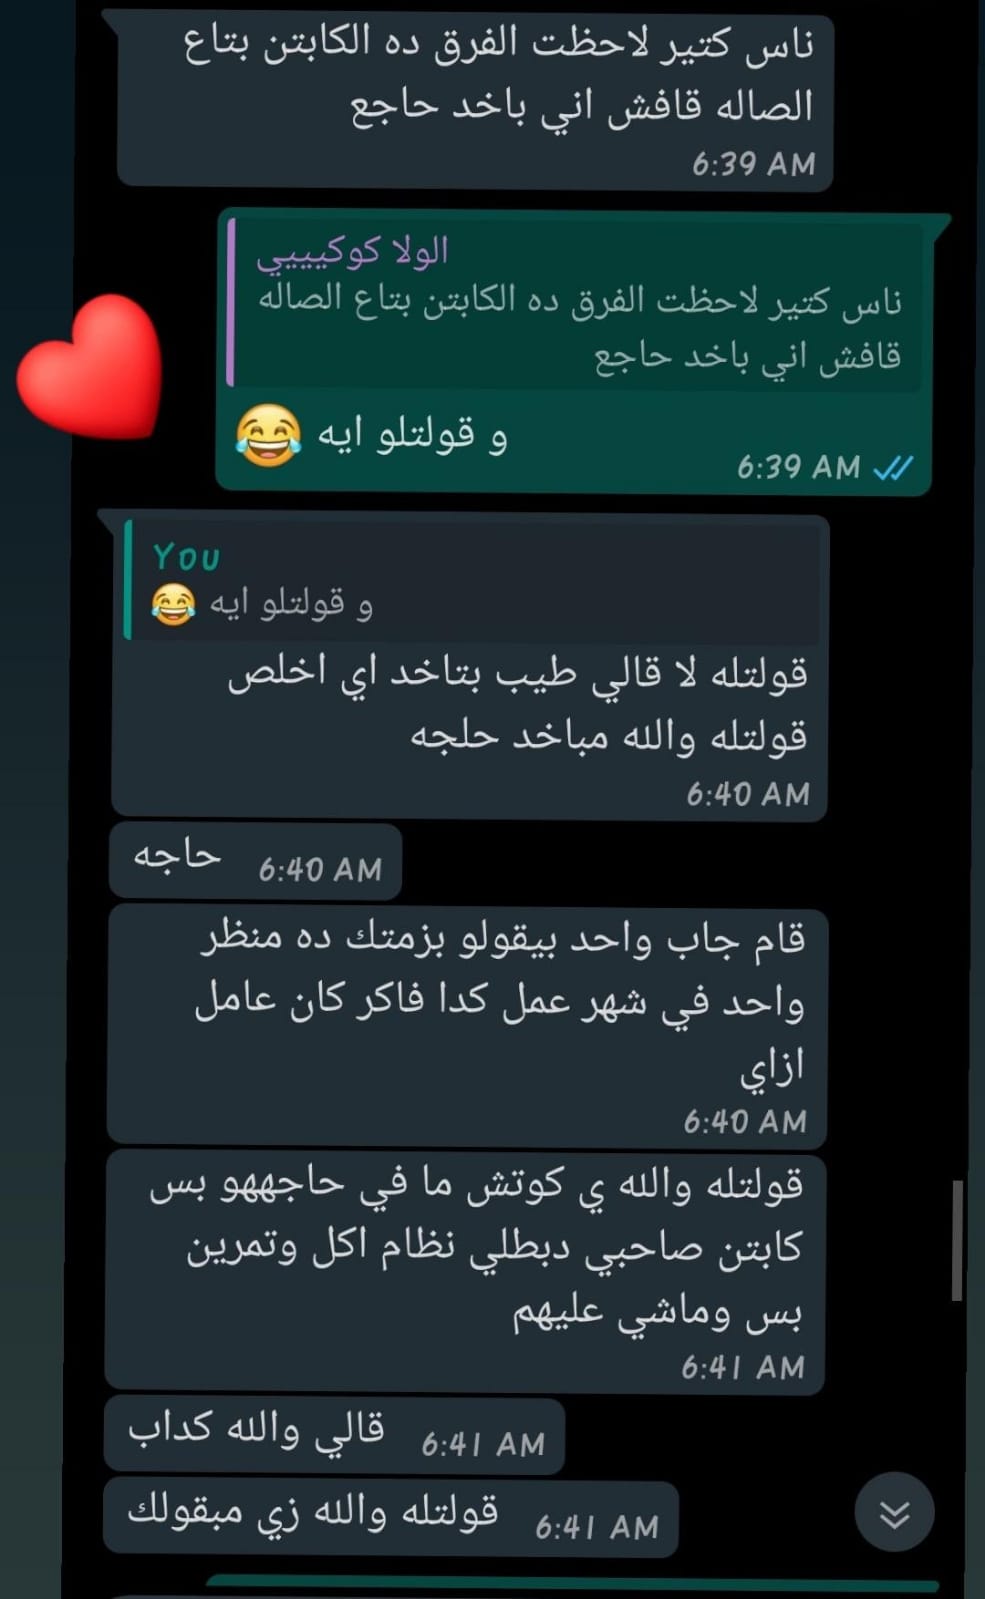 ناس كتير لاحظت الفرق ده الكابتن بتاع
الصاله قافش اني باخد حاجع
6:39 AM
الولا كوكيييي
ناس كتير لاحظت الفرق ده الكابتن بتاع الصاله
قافش اني باخد حاجع
و قولتلو ايه 😂
6:39 AM
You
و قولتلو ايه 😂
قولتله لا قالي طيب بتاخد اي اخلص
قولتله والله مباخد حلجه
6:40 AM
حاجه 6:40 AM
قام جاب واحد بيقولو بزمتك ده منظر
واحد في شهر عمل كدا فاكر كان عامل
ازاي
6:40 AM
قولتله والله ي كوتش ما في حاجههو بس
كابتن صاحبي دبطلي نظام اكل وتمرين
بس وماشي عليهم
6:41 AM
قالي والله كداب 6:41 AM
قولتله والله زي مبقولك 6:41 AM